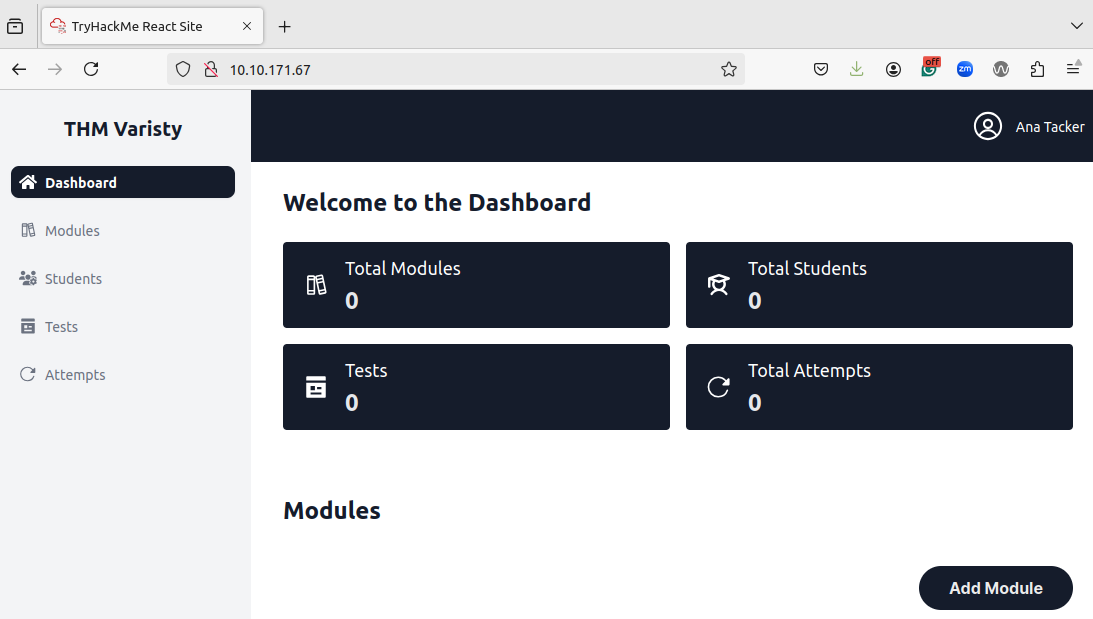 TryHackMe React Site
10.10.171.67
off
zm
THM Varisty
Ana Tacker
Dashboard
Modules
Students
Tests
Attempts
Welcome to the Dashboard
Total Modules
0
Total Students
0
Tests
0
Total Attempts
0
Modules
Add Module